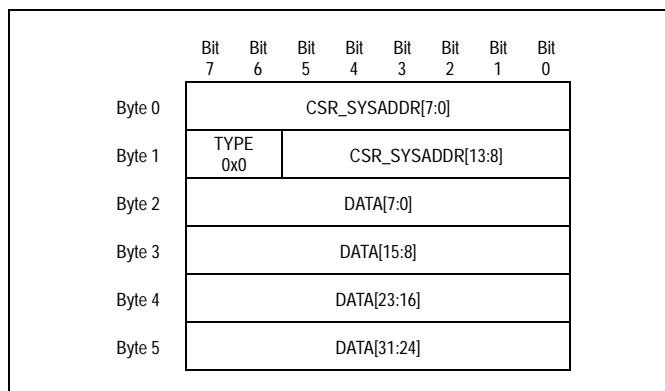 Bit Bit Bit Bit Bit Bit Bit Bit
7 6 5 4 3 2 1 0
Byte 0 CSR_SYSADDR[7:0]
Byte 1 TYPE 0x0 CSR_SYSADDR[13:8]
Byte 2 DATA[7:0]
Byte 3 DATA[15:8]
Byte 4 DATA[23:16]
Byte 5 DATA[31:24]